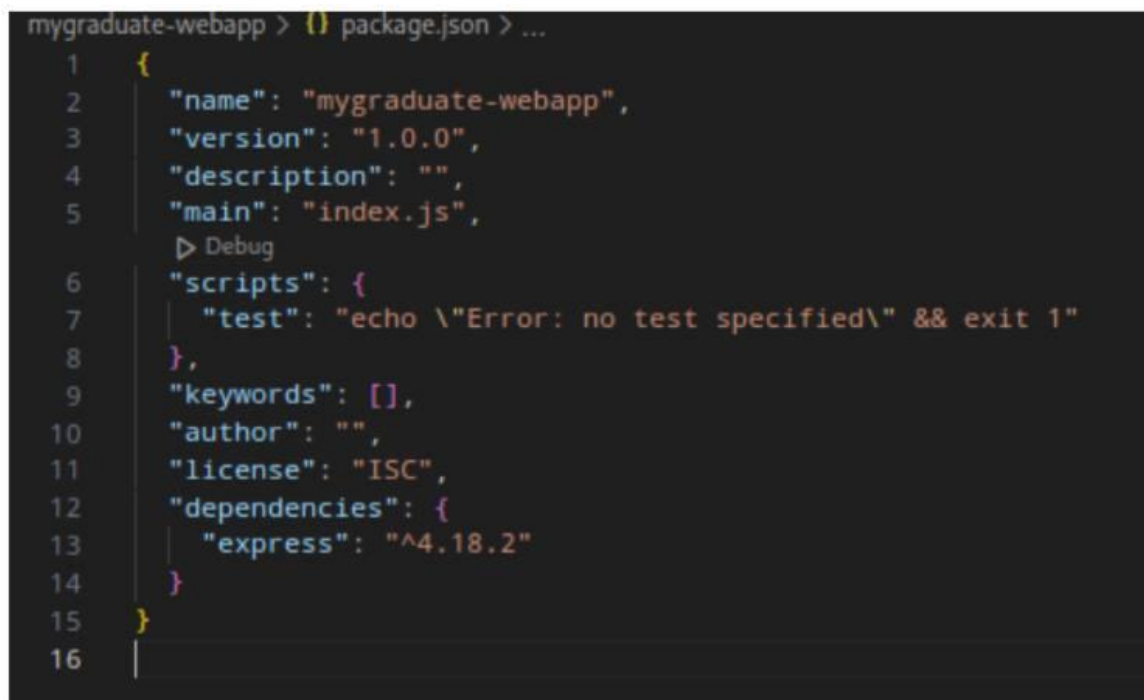 mygraduate-webapp > {} package.json > ...
1 {
2 "name": "mygraduate-webapp",
3 "version": "1.0.0",
4 "description": "",
5 "main": "index.js",
Debug
6 "scripts": {
7 "test": "echo \"Error: no test specified\" && exit 1"
8 },
9 "keywords": [],
10 "author": "",
11 "license": "ISC",
12 "dependencies": {
13 "express": "^4.18.2"
14 }
15 }
16